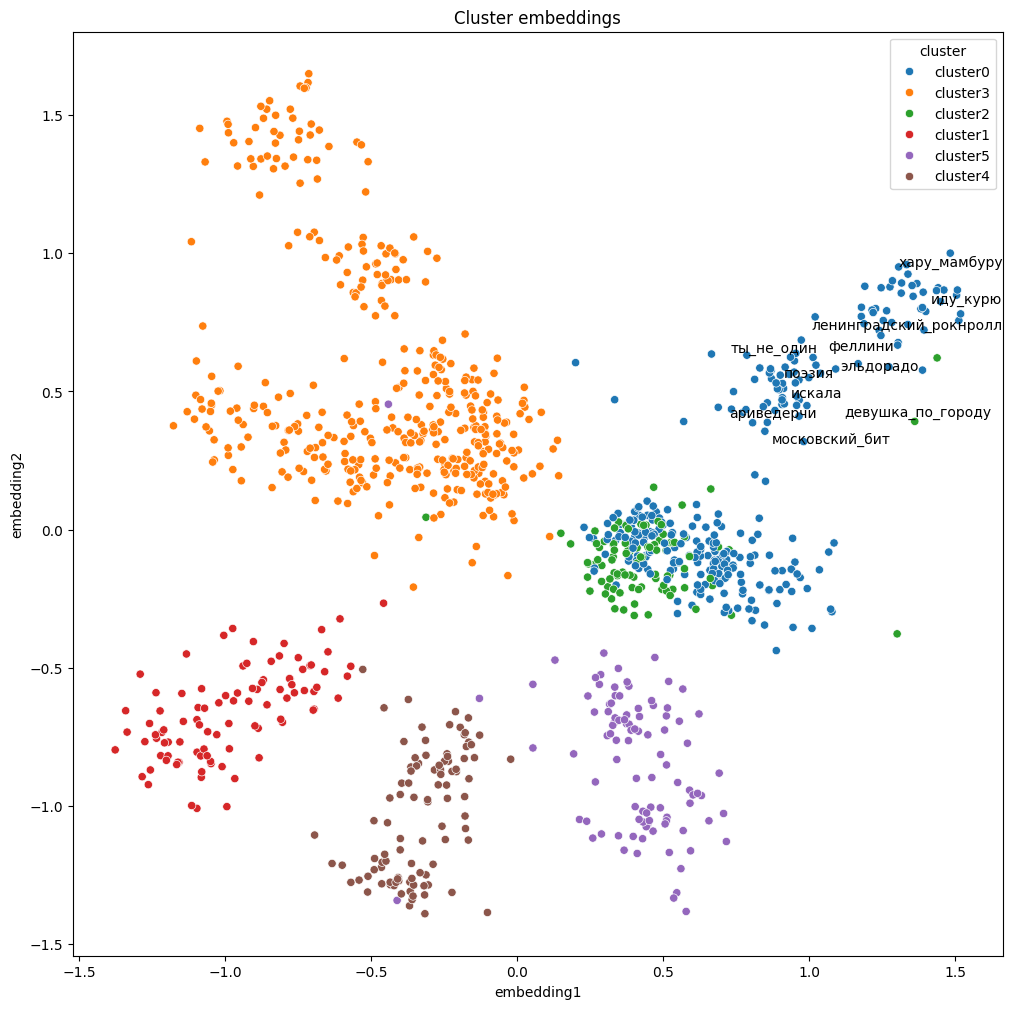 Cluster embeddings
cluster
cluster0
cluster3
cluster2
cluster1
cluster5
cluster4
1.5
1.0
0.5
0.0
−0.5
−1.0
−1.5
embedding2
хару_мамбуру
иду_курю
ленинградский_рокнролл
ты_не_один
феллини
эльдорадо
поэзия
искала
ариведерчи
девушка_по_городу
московский_бит
−1.5
−1.0
−0.5
0.0
0.5
1.0
1.5
embedding1